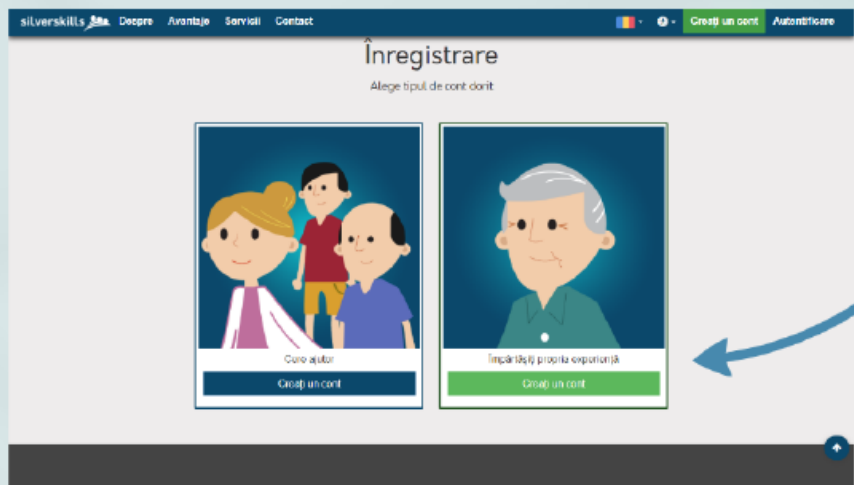 silverskills Despre Avantaje Servicii Contact Creați un cont Autentificare
Înregistrare
Alege tipul de cont dorit
Cere ajutor
Creați un cont
Împărtășiți propria experiență
Creați un cont